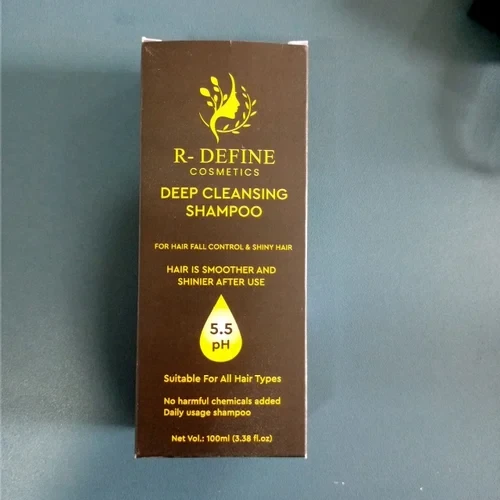 R- DEFINE
COSMETICS
DEEP CLEANSING
SHAMPOO
FOR HAIR FALL CONTROL & SHINY HAIR
HAIR IS SMOOTHER AND
SHINIER AFTER USE
5.5
pH
Suitable For All Hair Types
No harmful chemicals added
Daily usage shampoo
Net Vol.: 100ml (3.38 fl.oz)